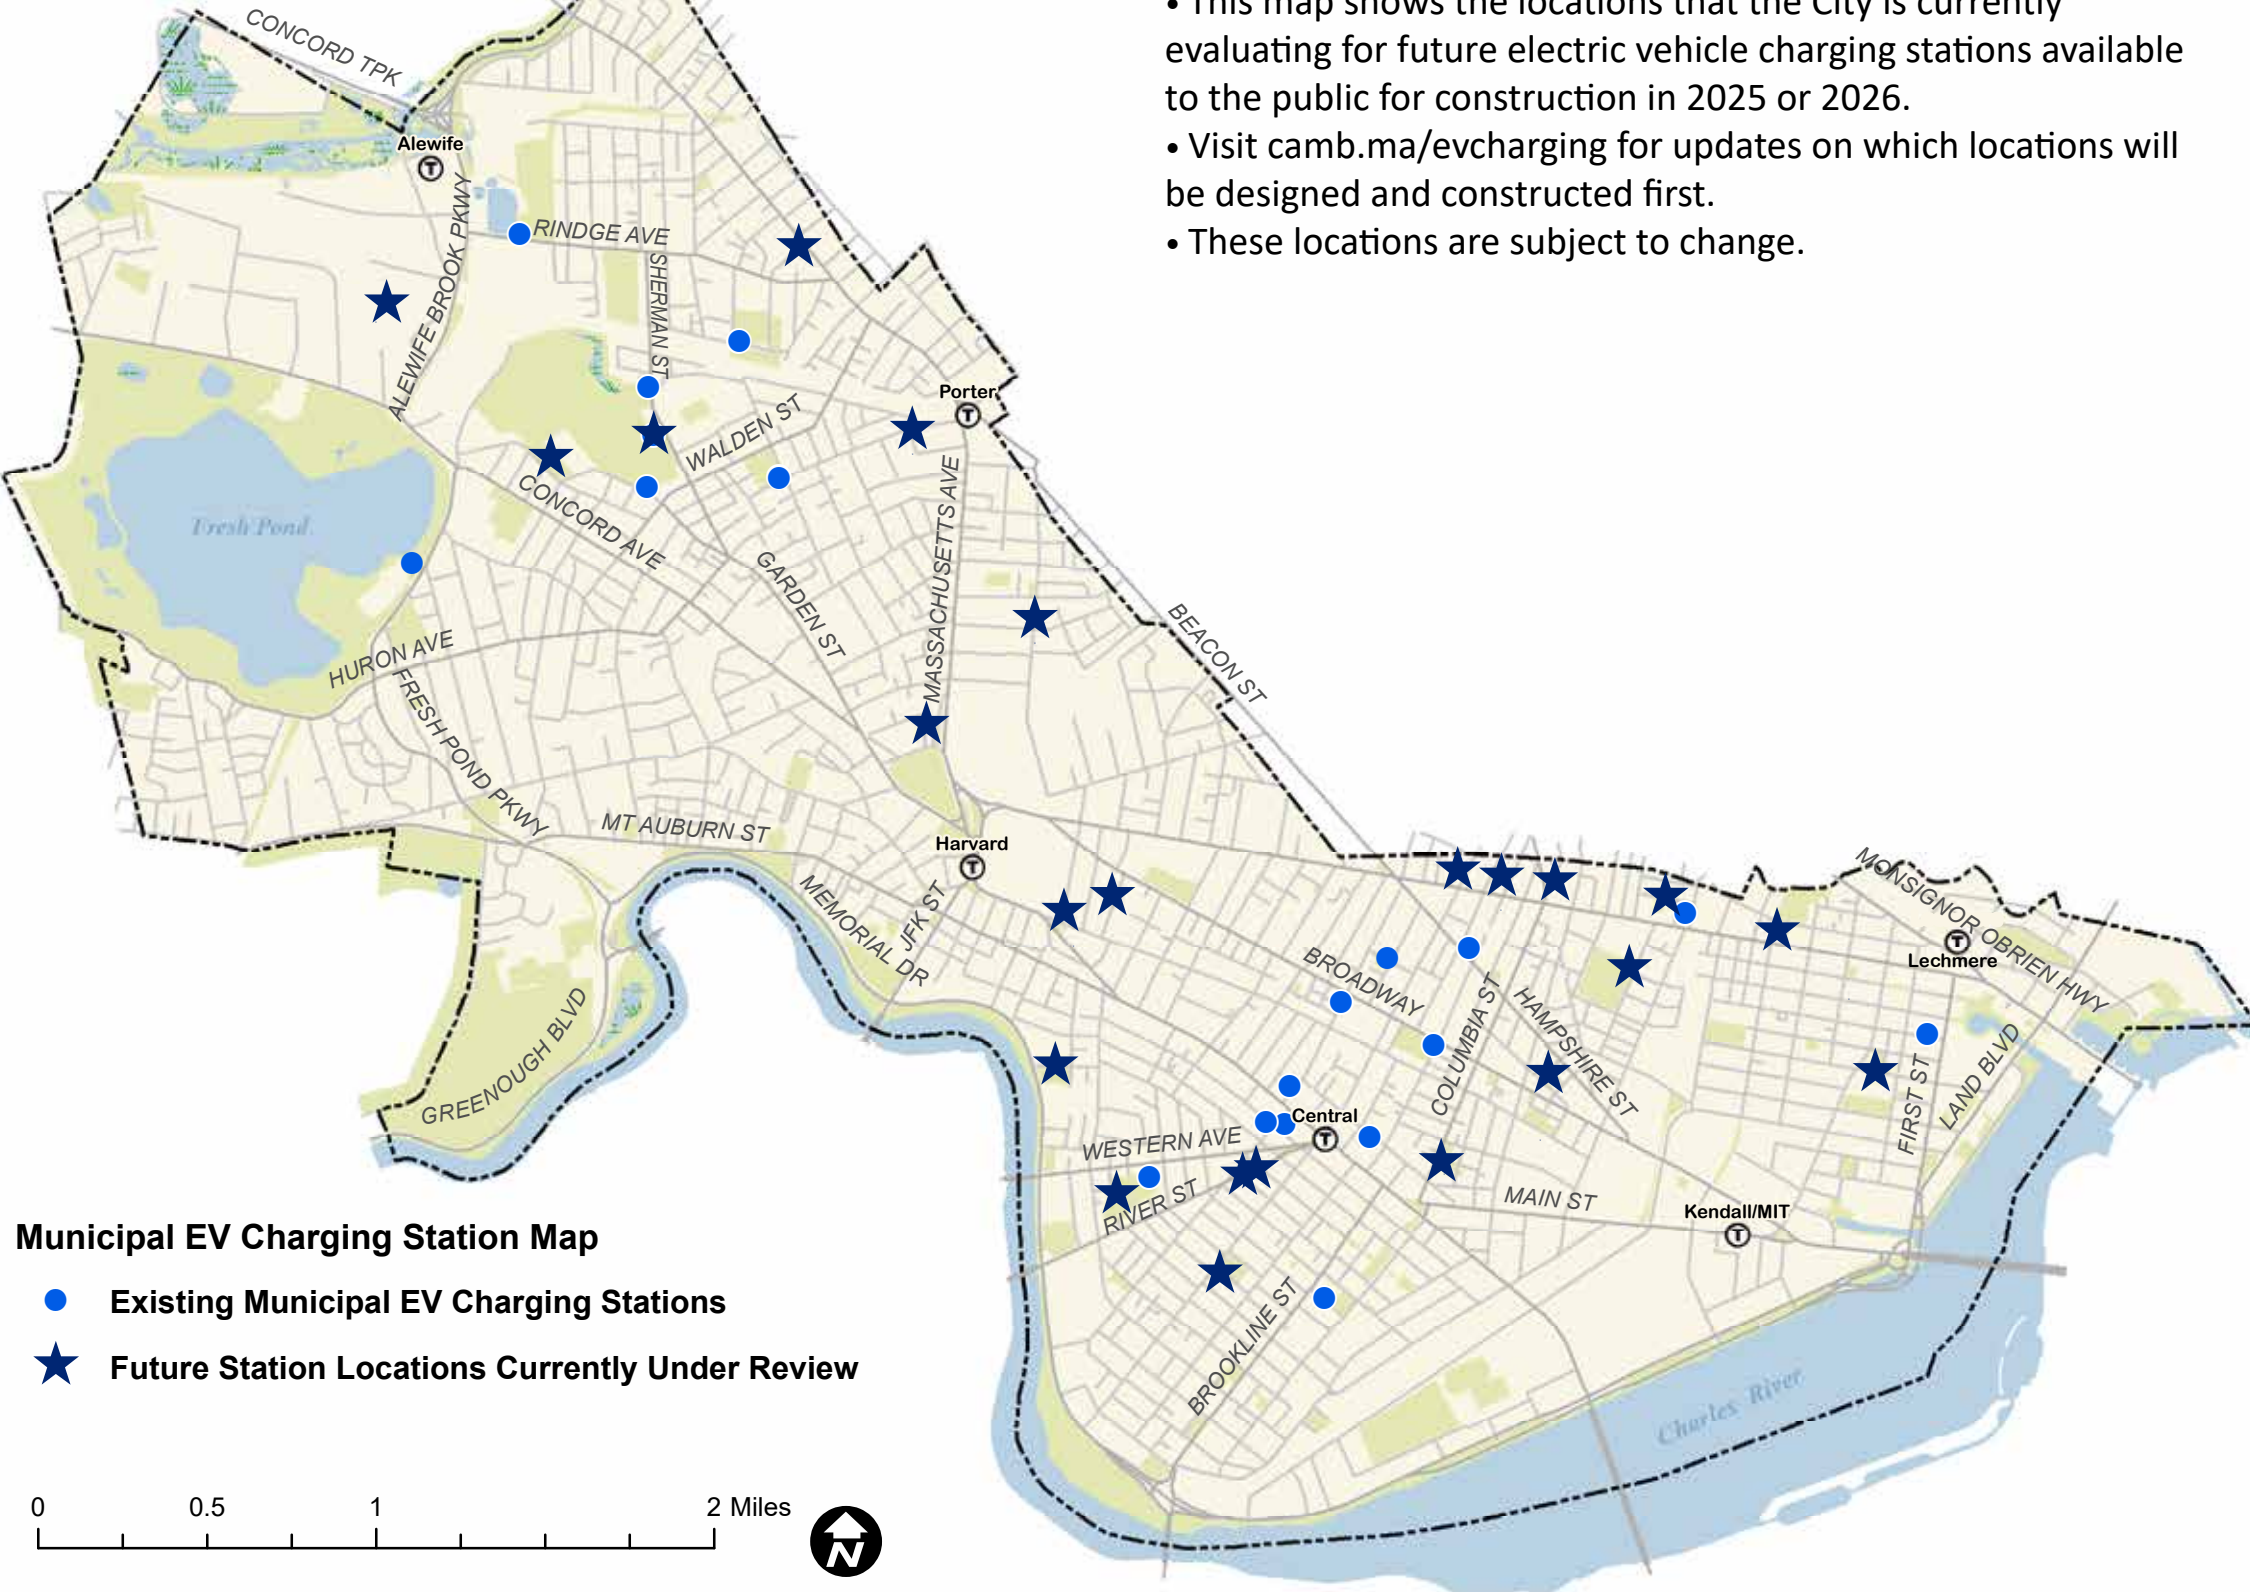 • This map shows the locations that the City is currently
evaluating for future electric vehicle charging stations available
to the public for construction in 2025 or 2026.
• Visit camb.ma/evcharging for updates on which locations will
be designed and constructed first.
• These locations are subject to change.
CONCORD TPK
Alewife
T
ALEWIFE BROOK PKWY
RINDGE AVE
SHERMAN ST
Porter
T
WALDEN ST
CONCORD AVE
Fresh Pond
GARDEN ST
MASSACHUSETTS AVE
BEACON ST
HURON AVE
FRESH POND PKWY
MT AUBURN ST
Harvard
T
MEMORIAL DR
JFK ST
MONSIGNOR OBRIEN HWY
T
Lechmere
BROADWAY
COLUMBIA ST
HAMPSHIRE ST
GREENOUGH BLVD
FIRST ST
LAND BLVD
Central
T
WESTERN AVE
RIVER ST
MAIN ST
Kendall/MIT
T
BROOKLINE ST
Charles River
Municipal EV Charging Station Map
Existing Municipal EV Charging Stations
Future Station Locations Currently Under Review
0 0.5 1 2 Miles
N